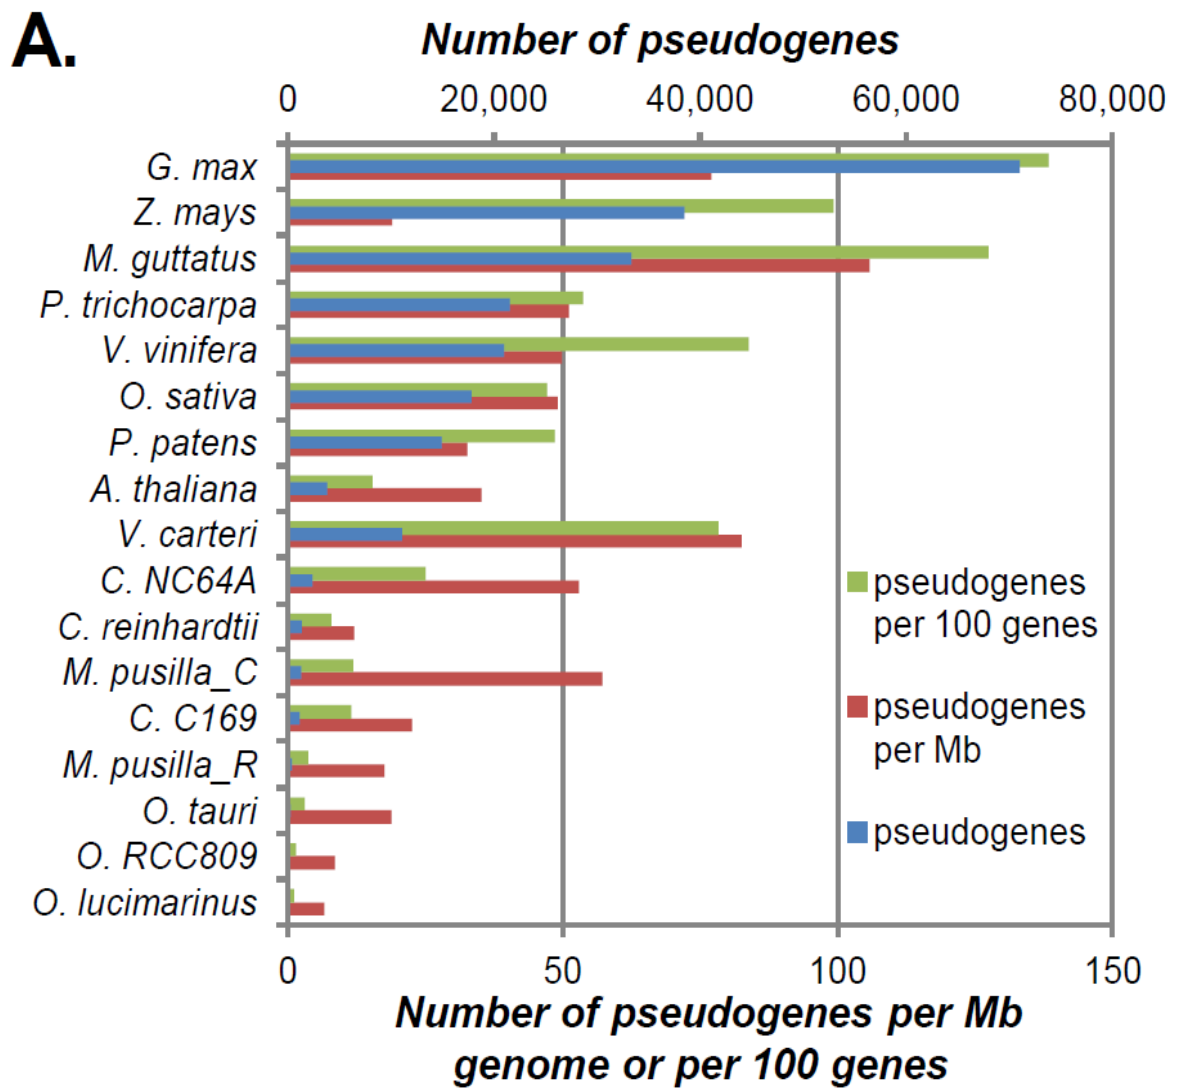 A.
Number of pseudogenes
0 20,000 40,000 60,000 80,000
G. max
Z. mays
M. guttatus
P. trichocarpa
V. vinifera
O. sativa
P. patens
A. thaliana
V. carteri
C. NC64A
C. reinhardtii
M. pusilla_C
C. C169
M. pusilla_R
O. tauri
O. RCC809
O. lucimarinus
pseudogenes
per 100 genes
pseudogenes
per Mb
pseudogenes
0 50 100 150
Number of pseudogenes per Mb
genome or per 100 genes